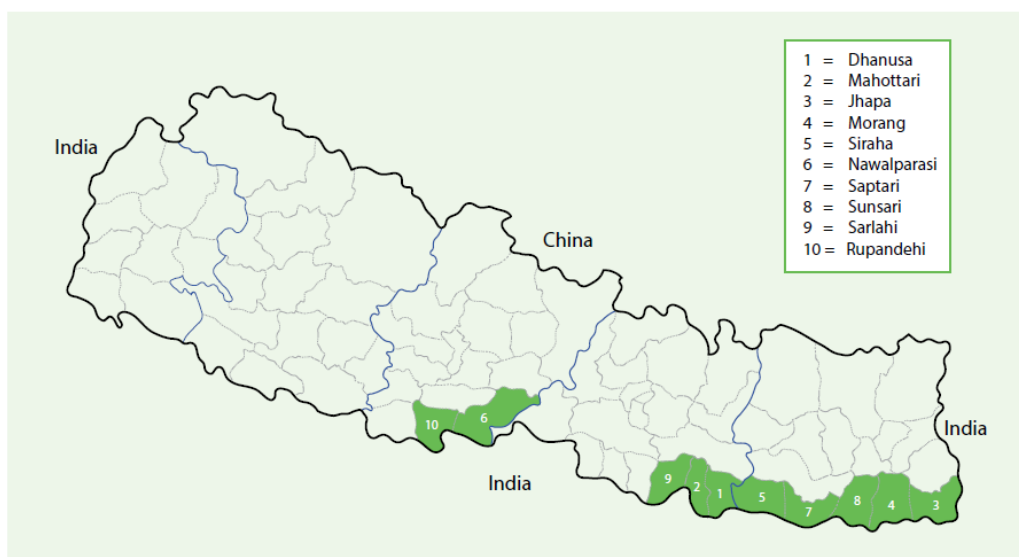 1 = Dhanusa
2 = Mahottari
3 = Jhapa
4 = Morang
5 = Siraha
6 = Nawalparasi
7 = Saptari
8 = Sunsari
9 = Sarlahi
10 = Rupandehi
India
China
India
India
10
6
9
2
1
5
7
8
4
3